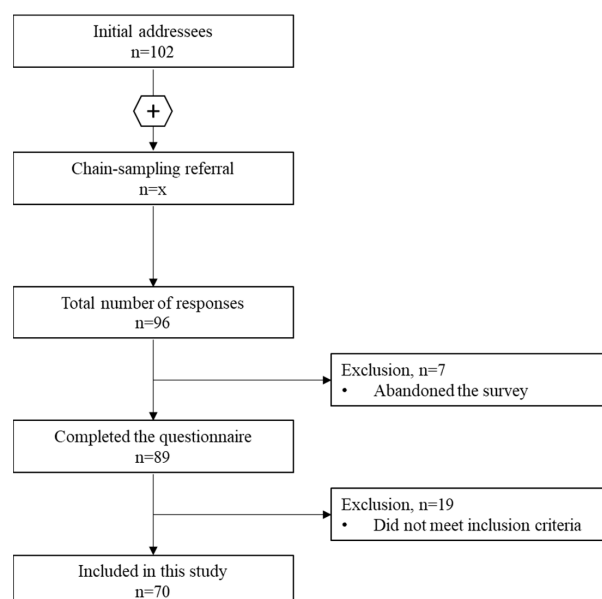 Initial addressees
n=102
+
Chain-sampling referral
n=x
Total number of responses
n=96
Exclusion, n=7
• Abandoned the survey
Completed the questionnaire
n=89
Exclusion, n=19
• Did not meet inclusion criteria
Included in this study
n=70